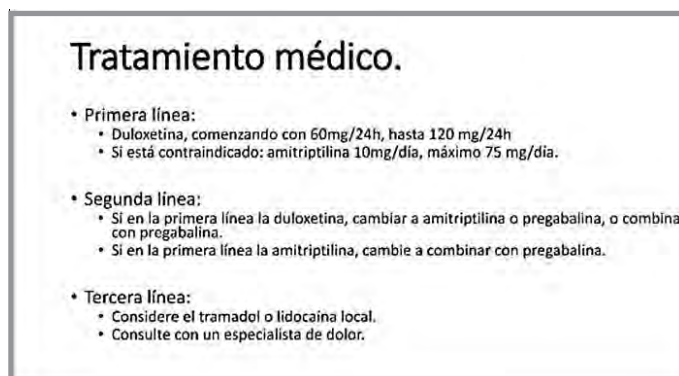 Tratamiento médico.
• Primera línea:
• Duloxetina, comenzando con 60mg/24h, hasta 120 mg/24h
• Si está contraindicado: amitriptilina 10mg/día, máximo 75 mg/día.
• Segunda línea:
• Si en la primera línea la duloxetina, cambiar a amitriptilina o pregabalina, o combina
con pregabalina.
• Si en la primera línea la amitriptilina, cambie a combinar con pregabalina.
• Tercera línea:
• Considere el tramadol o lidocaína local.
• Consulte con un especialista de dolor.